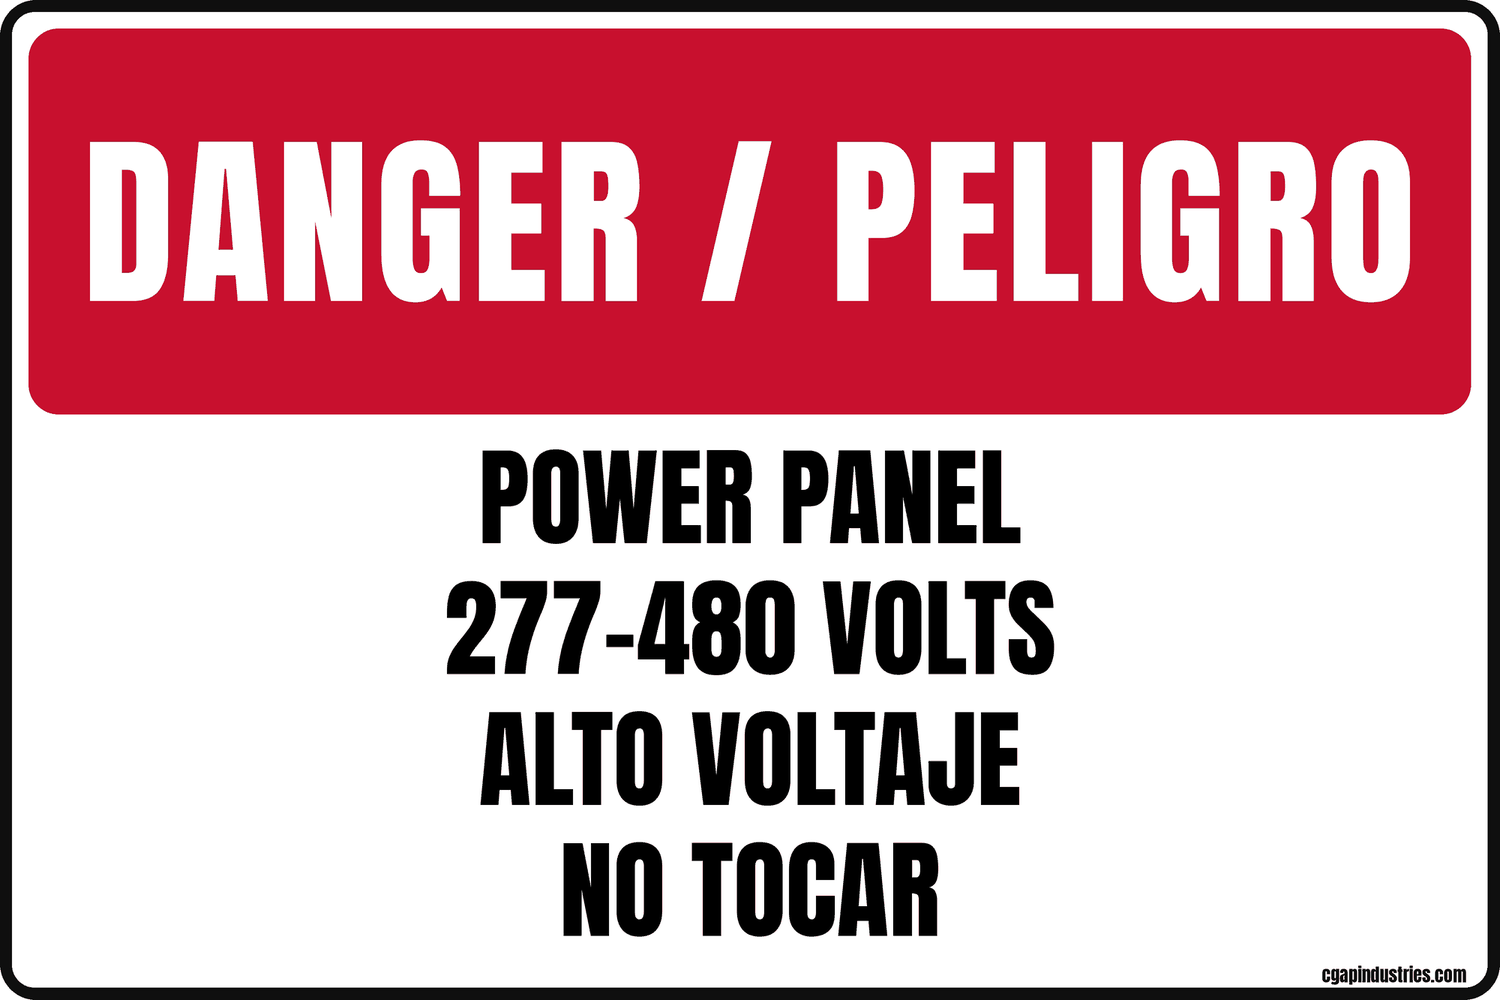 DANGER / PELIGRO
POWER PANEL
277-480 VOLTS
ALTO VOLTAJE
NO TOCAR
cgapindustries.com